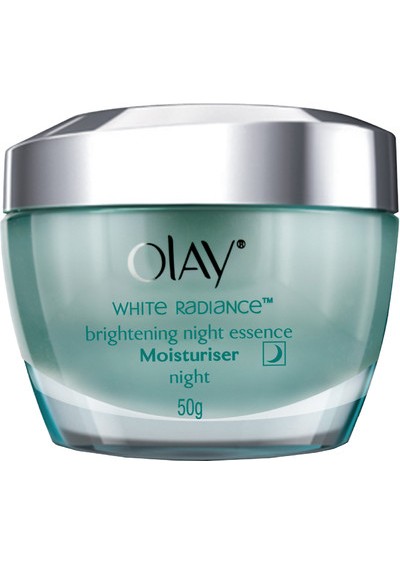 OLAY®
WHITE RADIANCE™
brightening night essence
Moisturiser
night
50g